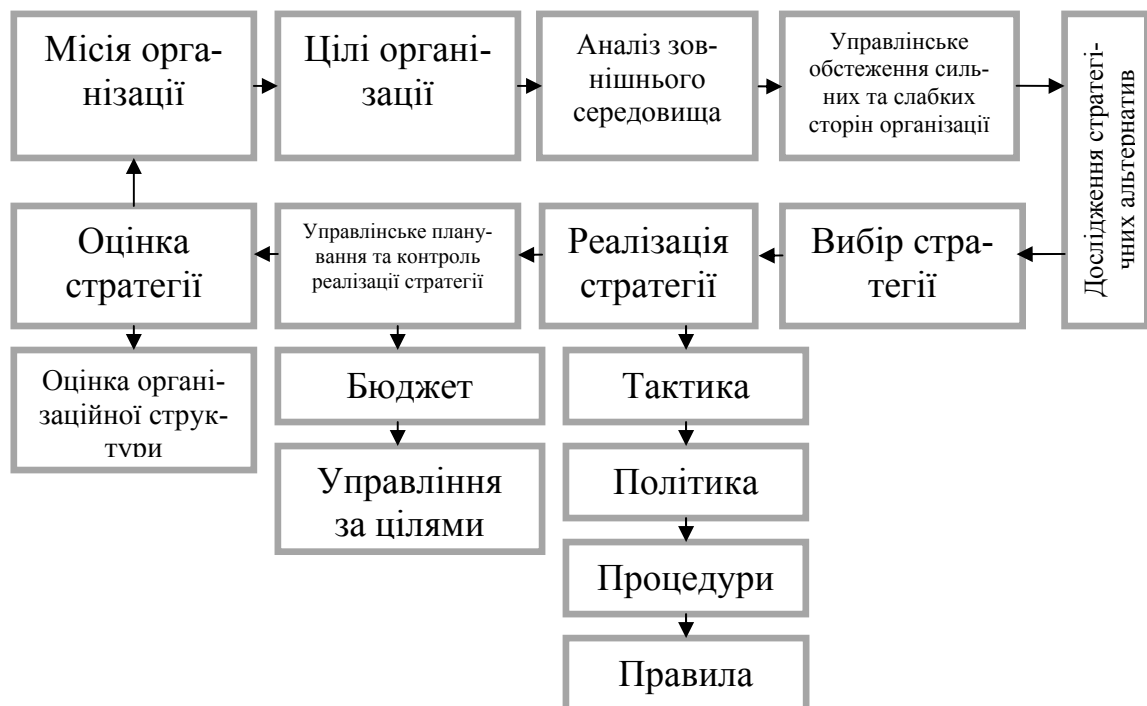 Місія орга-
нізації
Цілі органі-
зації
Аналіз зов-
нішнього
середовища
Управлінське
обстеження силь-
них та слабких
сторін організації
Дослідження стратегі-
чних альтернатив
Оцінка
стратегії
Управлінське плану-
вання та контроль
реалізації стратегії
Реалізація
стратегії
Вибір стра-
тегії
Оцінка органі-
заційної струк-
тури
Бюджет
Тактика
Управління
за цілями
Політика
Процедури
Правила